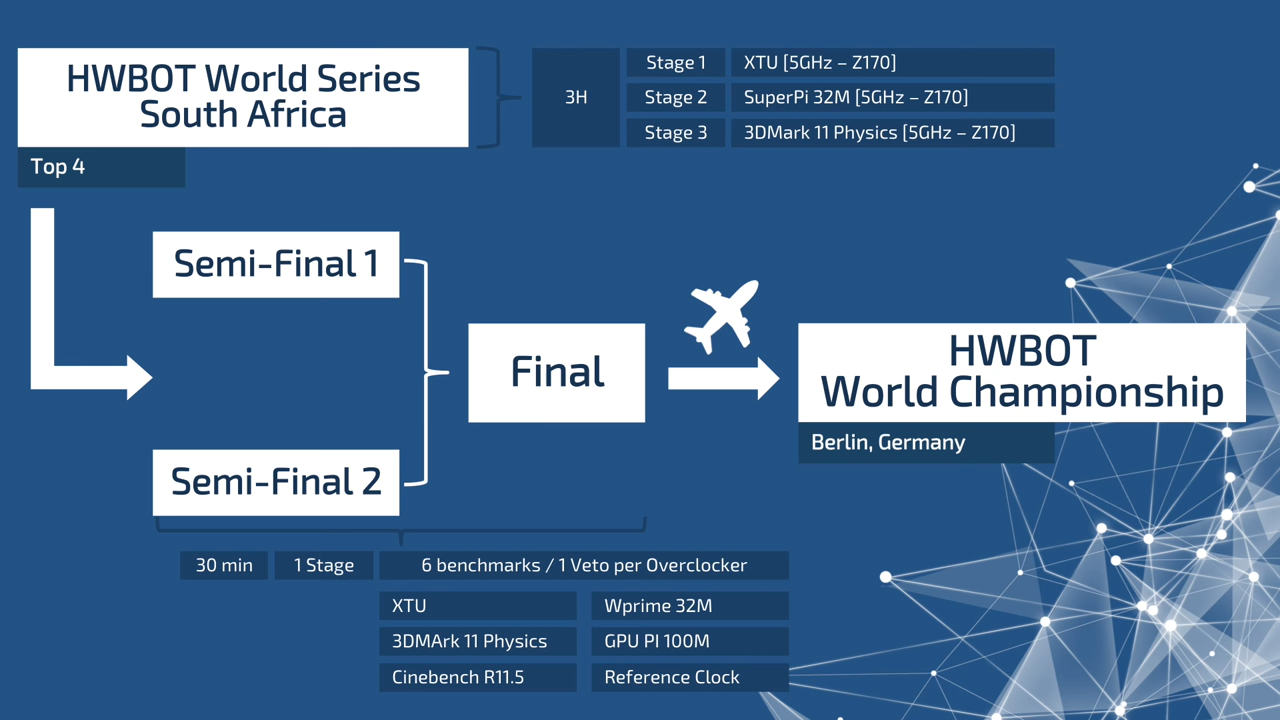 HWBOT World Series
South Africa
Top 4
3H
Stage 1
XTU [5GHz – Z170]
Stage 2
SuperPi 32M [5GHz – Z170]
Stage 3
3DMark 11 Physics [5GHz – Z170]
Semi-Final 1
Semi-Final 2
Final
HWBOT
World Championship
Berlin, Germany
30 min
1 Stage
6 benchmarks / 1 Veto per Overclocker
XTU
Wprime 32M
3DMArk 11 Physics
GPU PI 100M
Cinebench R11.5
Reference Clock